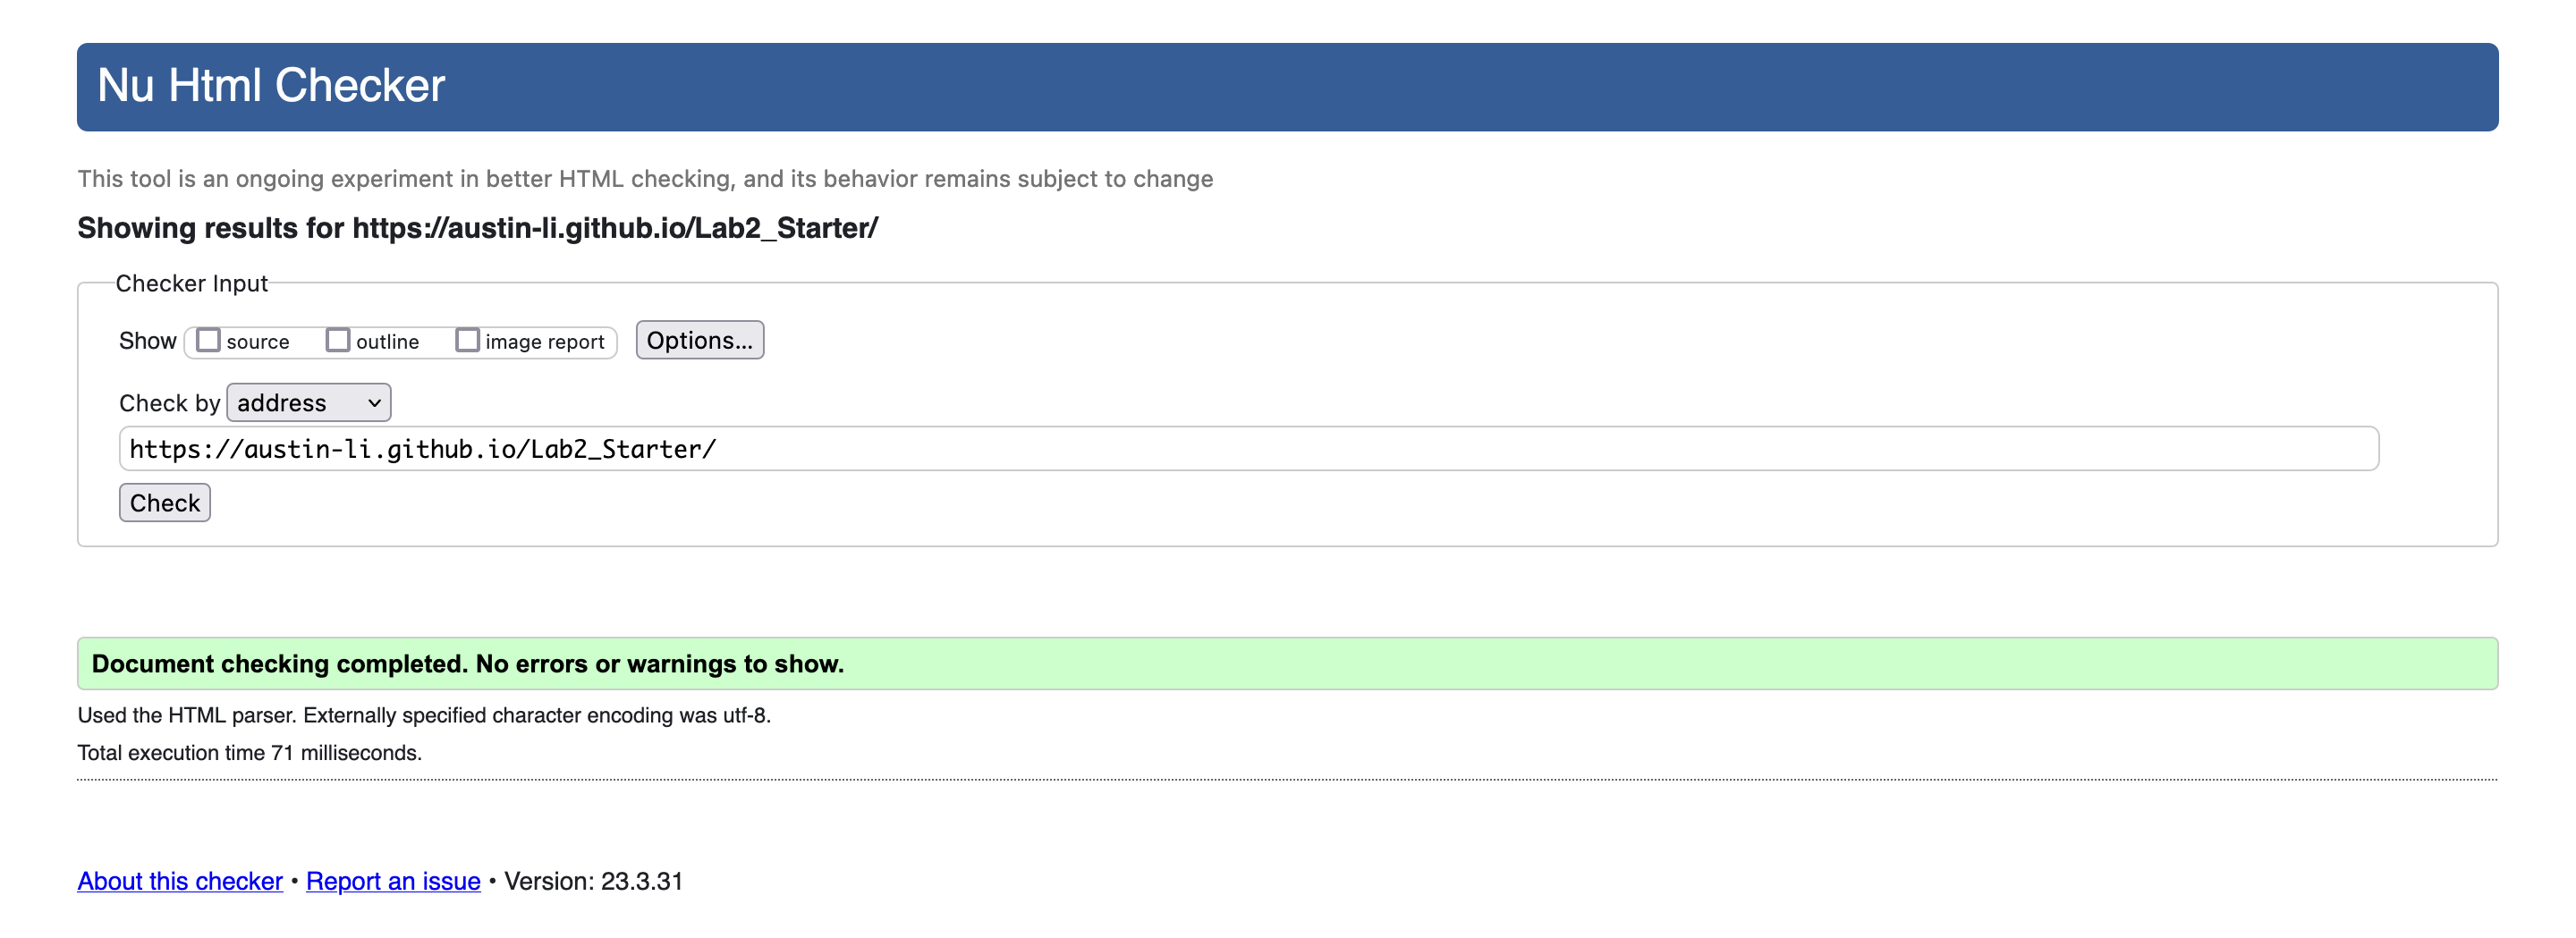 Nu Html Checker
This tool is an ongoing experiment in better HTML checking, and its behavior remains subject to change
Showing results for https://austin-li.github.io/Lab2_Starter/
Checker Input
Show source outline image report Options...
Check by address
https://austin-li.github.io/Lab2_Starter/
Check
Document checking completed. No errors or warnings to show.
Used the HTML parser. Externally specified character encoding was utf-8.
Total execution time 71 milliseconds.
About this checker • Report an issue • Version: 23.3.31